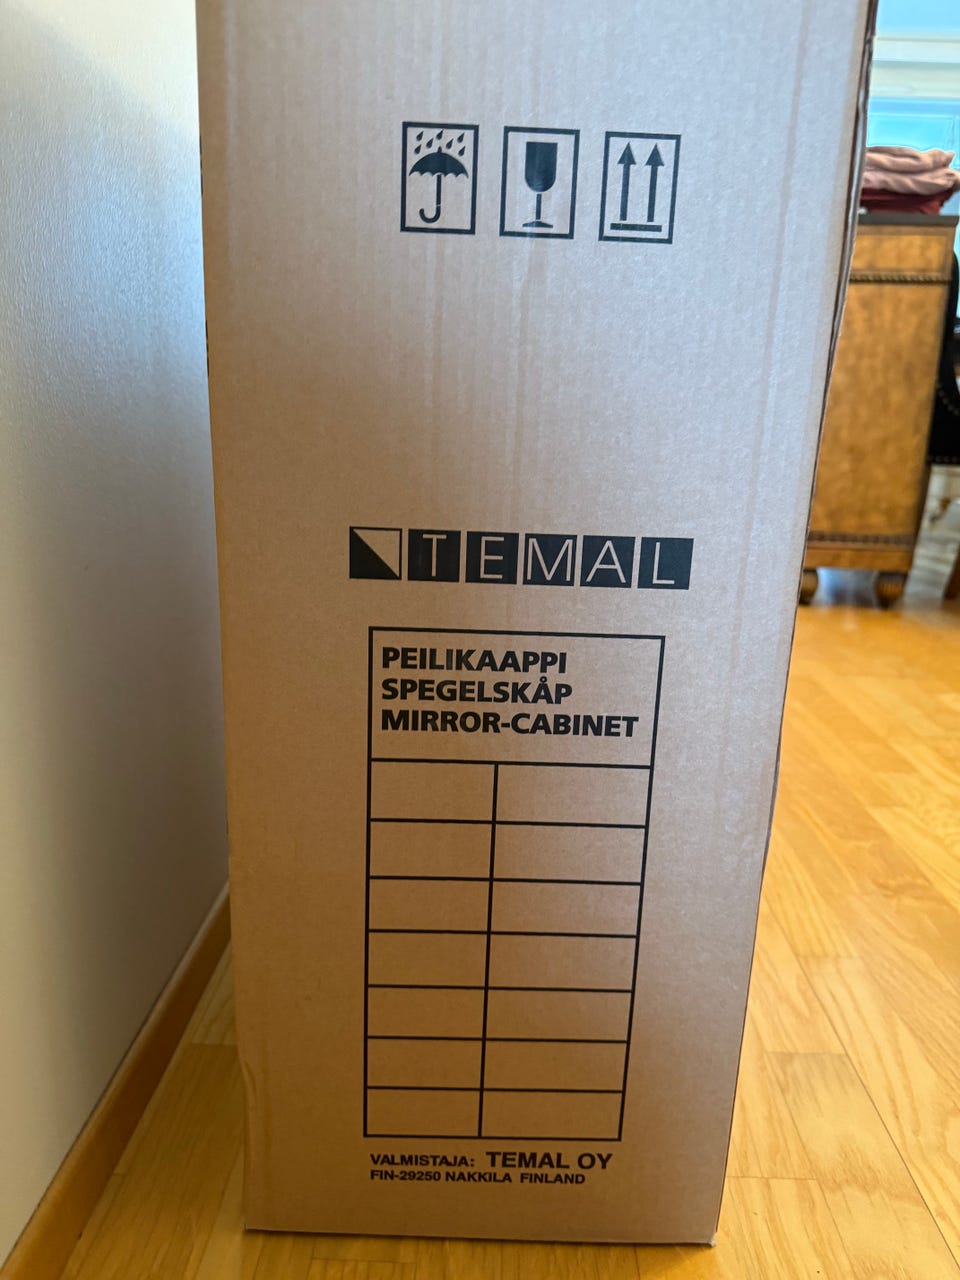 TEMAL
PEILIKAAPPI
SPEGELSKÅP
MIRROR-CABINET
VALMISTAJA: TEMAL OY
FIN-29250 NAKKILA FINLAND